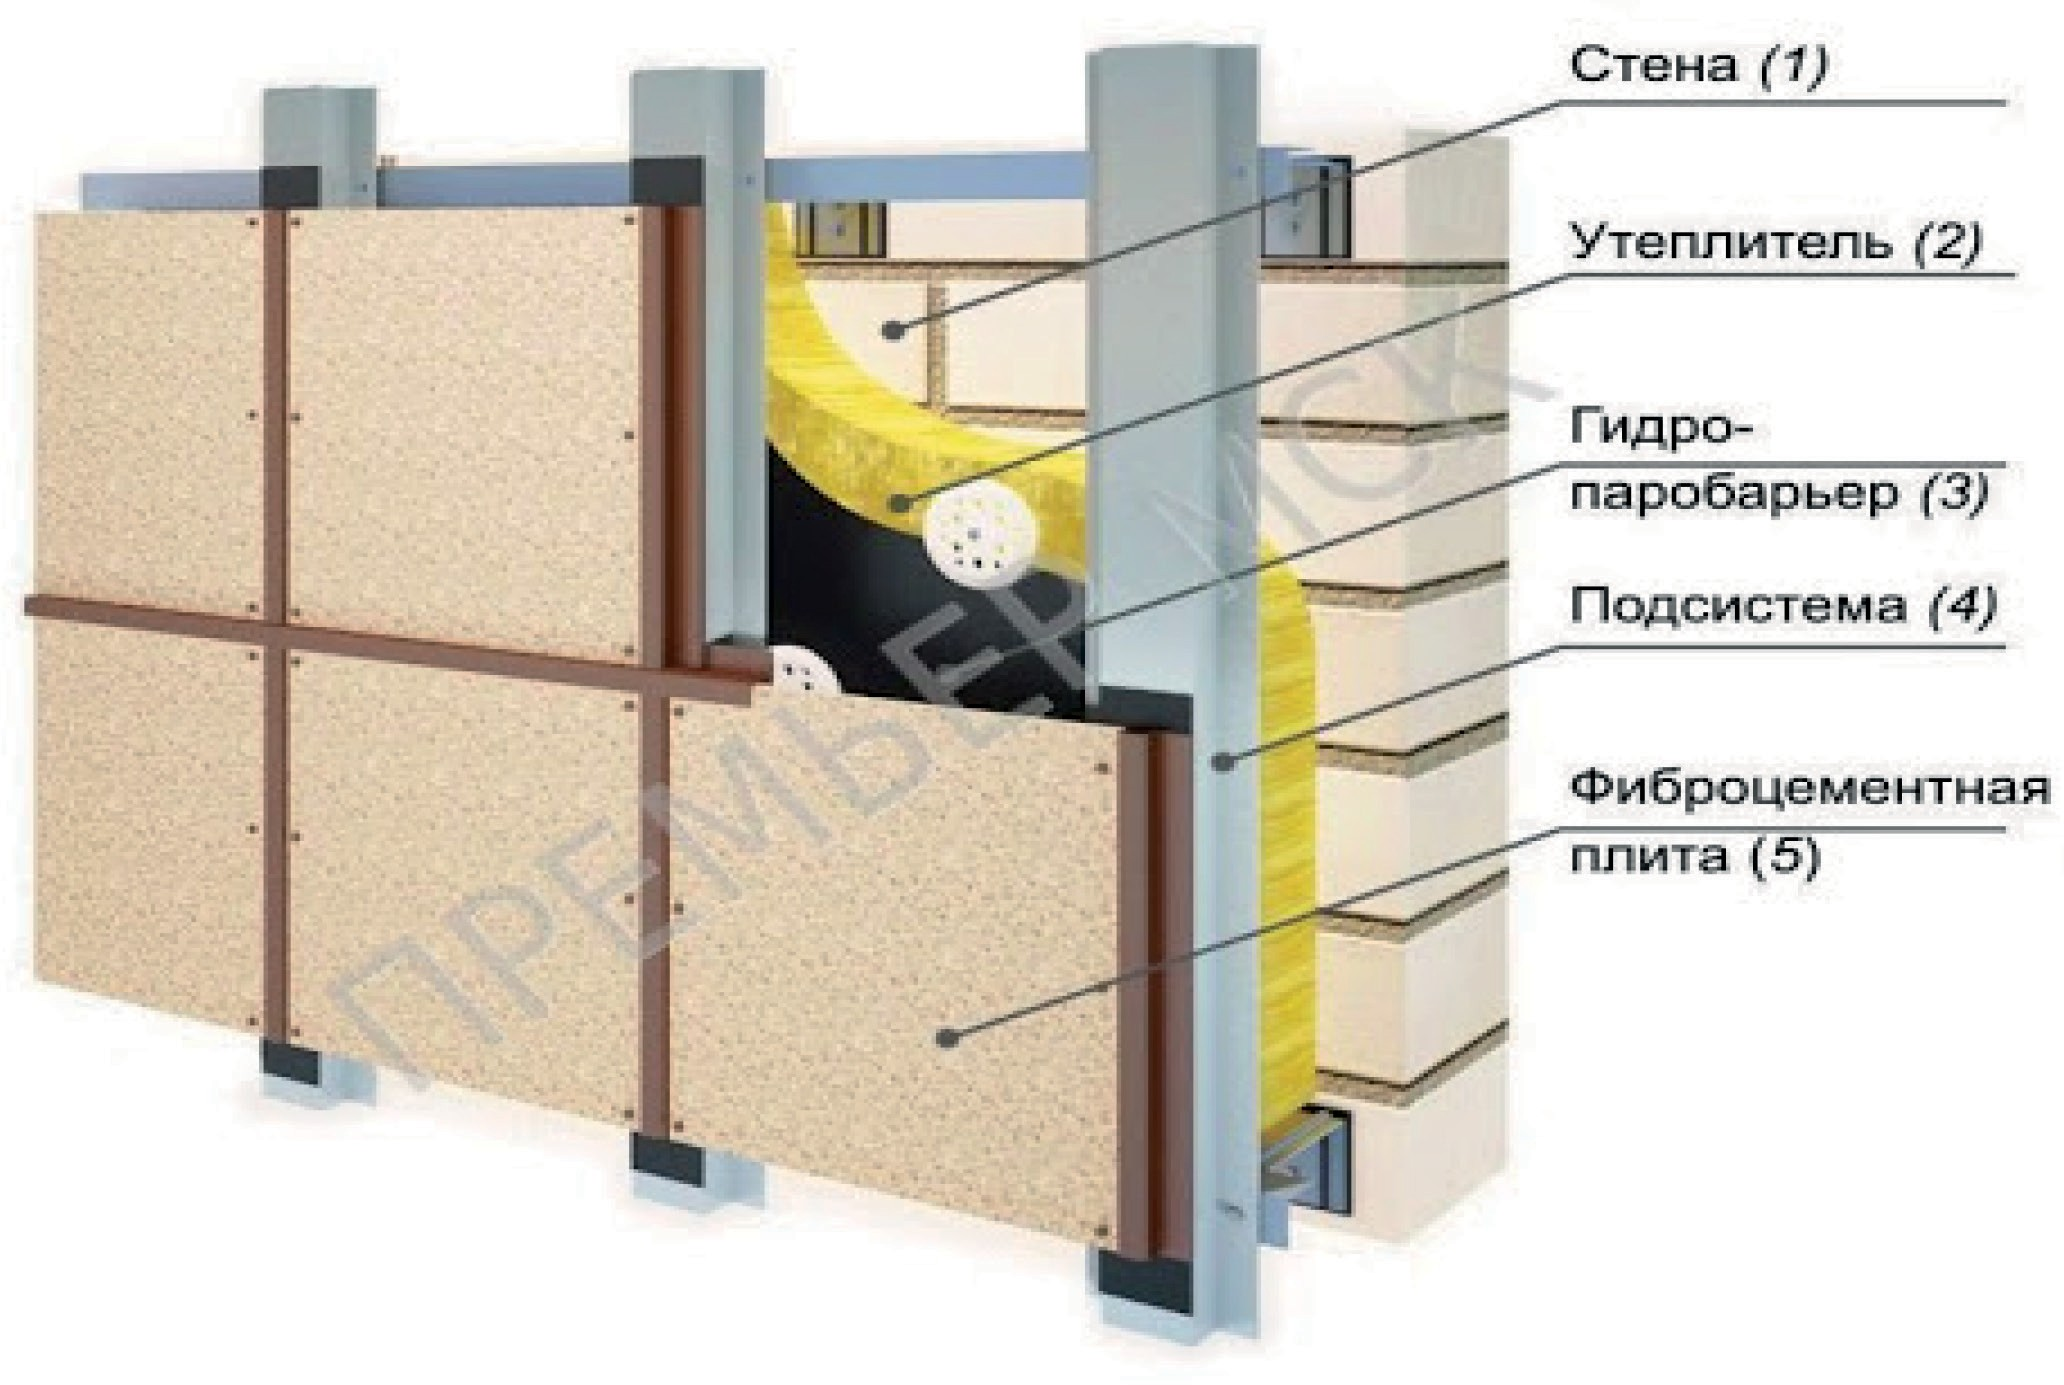 Стена (1)
Утеплитель (2)
Гидро-
паробарьер (3)
Подсистема (4)
Фиброцементная
плита (5)
ПРЕМЬЕР МСК